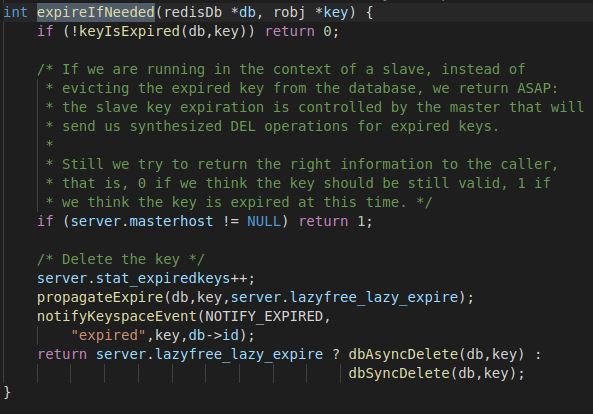 int expireIfNeeded(redisDb *db, robj *key) {
    if (!keyIsExpired(db,key)) return 0;

    /* If we are running in the context of a slave, instead of
     * evicting the expired key from the database, we return ASAP:
     * the slave key expiration is controlled by the master that will
     * send us synthesized DEL operations for expired keys.
     *
     * Still we try to return the right information to the caller,
     * that is, 0 if we think the key should be still valid, 1 if
     * we think the key is expired at this time. */
    if (server.masterhost != NULL) return 1;

    /* Delete the key */
    server.stat_expiredkeys++;
    propagateExpire(db,key,server.lazyfree_lazy_expire);
    notifyKeyspaceEvent(NOTIFY_EXPIRED,
        "expired",key,db->id);
    return server.lazyfree_lazy_expire ? dbAsyncDelete(db,key) :
                                         dbSyncDelete(db,key);
}